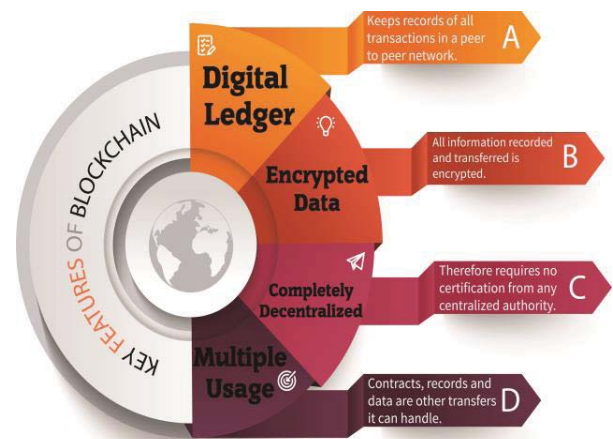 KEY FEATURES OF BLOCKCHAIN
Digital
Ledger
Keeps records of all
transactions in a peer
to peer network.
A
Encrypted
Data
All information recorded
and transferred is
encrypted.
B
Completely
Decentralized
Therefore requires no
certification from any
centralized authority.
C
Multiple
Usage
Contracts, records and
data are other transfers
it can handle.
D